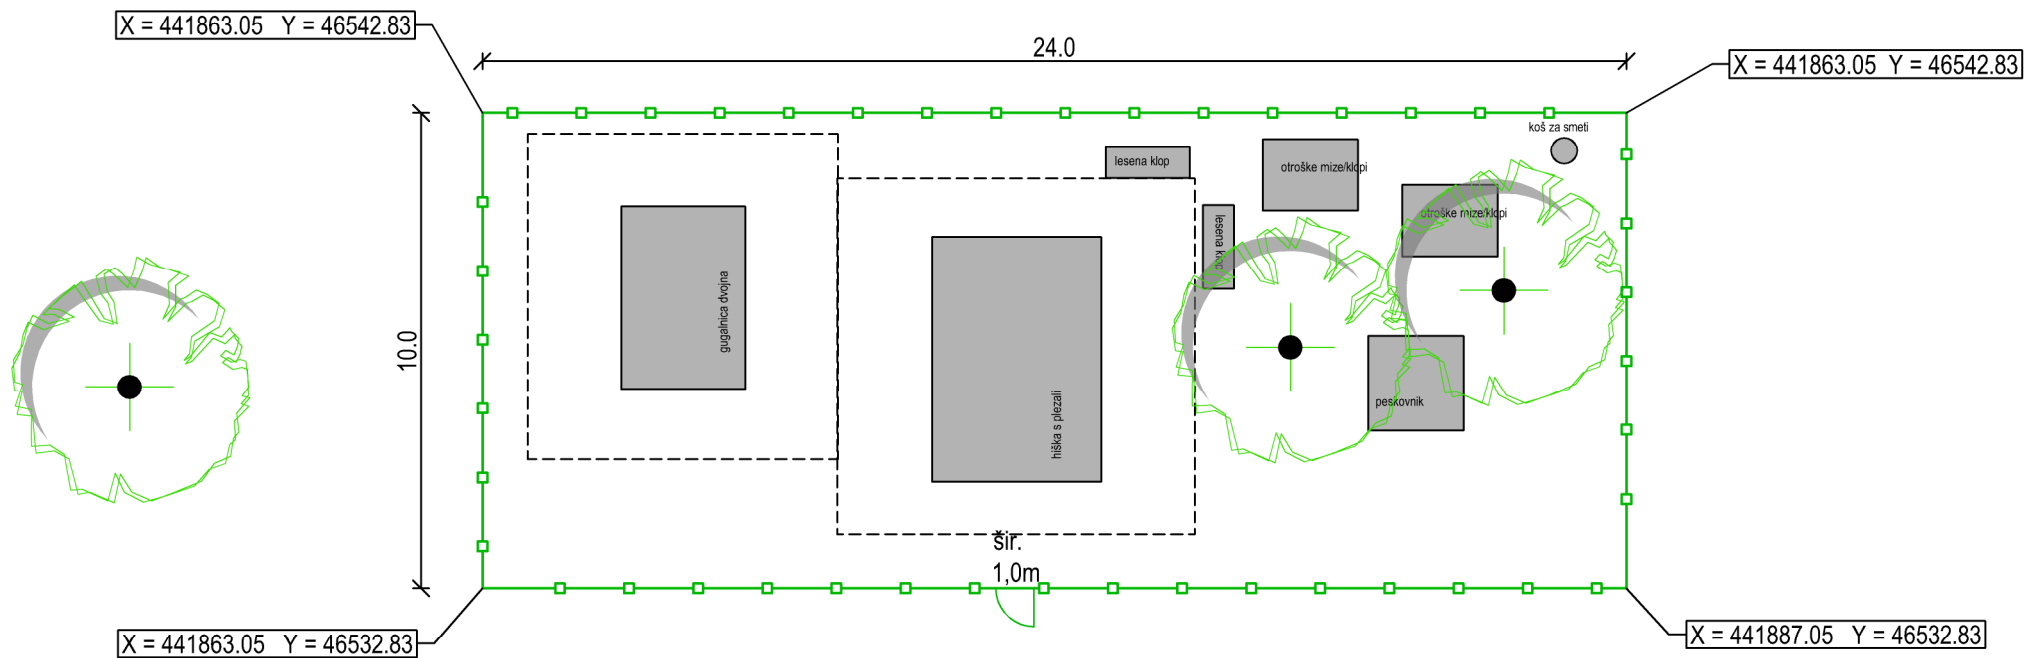 X = 441863.05 Y = 46542.83
24.0
X = 441863.05 Y = 46542.83
koš za smeti
lesena klop
otroške mize/klopi
otroške mize/klopi
lesena klop
gugalnica dvojna
10.0
hiška s plezali
peskovnik
šir.
1,0m
X = 441863.05 Y = 46532.83
X = 441887.05 Y = 46532.83